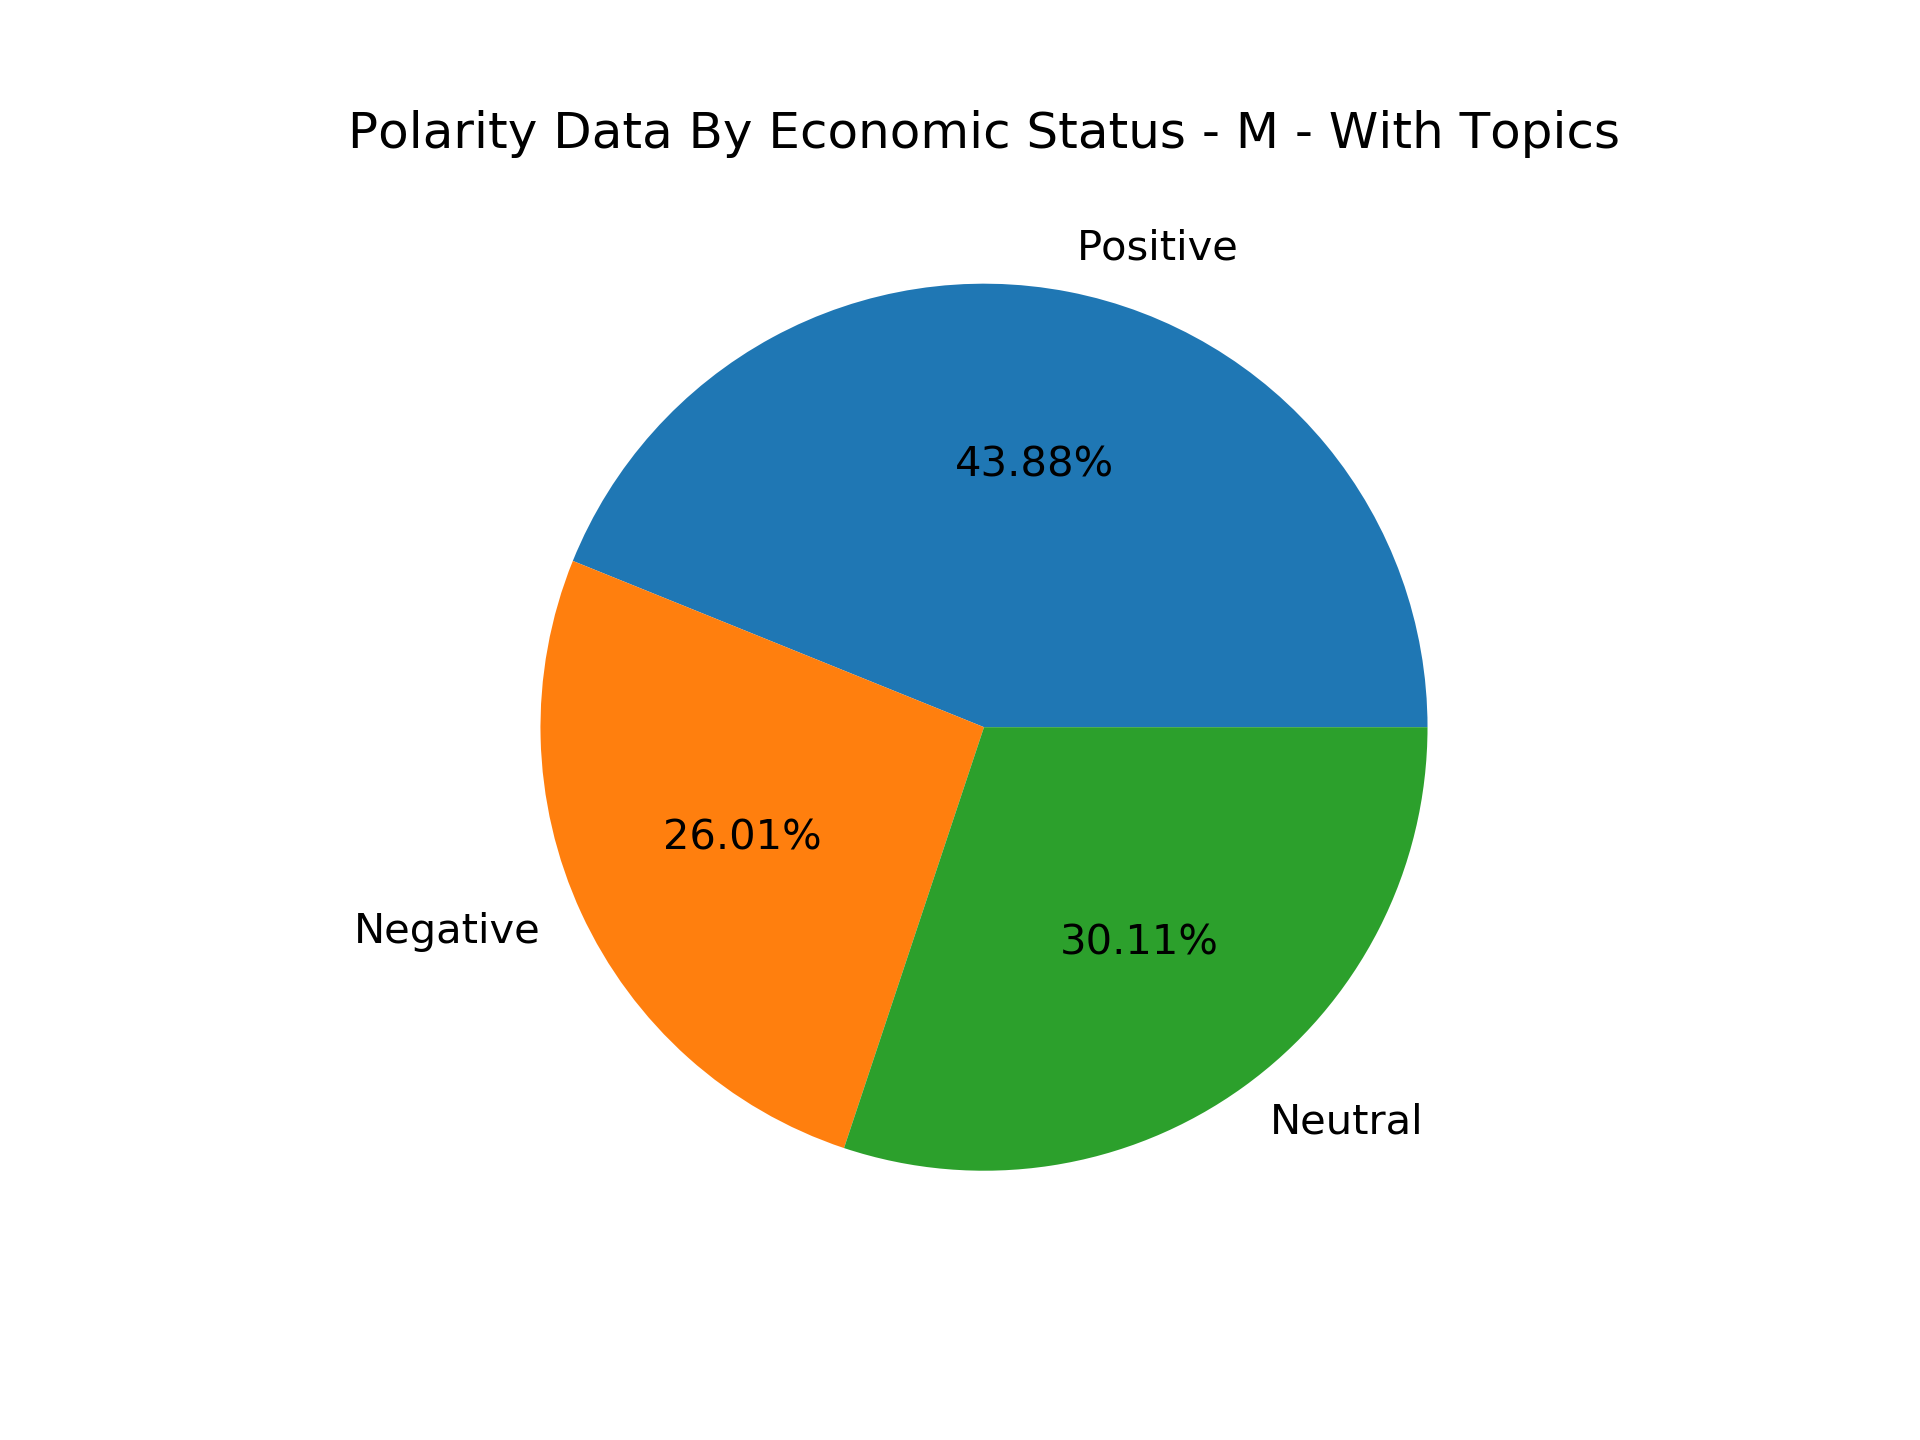 Polarity Data By Economic Status - M - With Topics
Positive
43.88%
26.01%
Negative
30.11%
Neutral